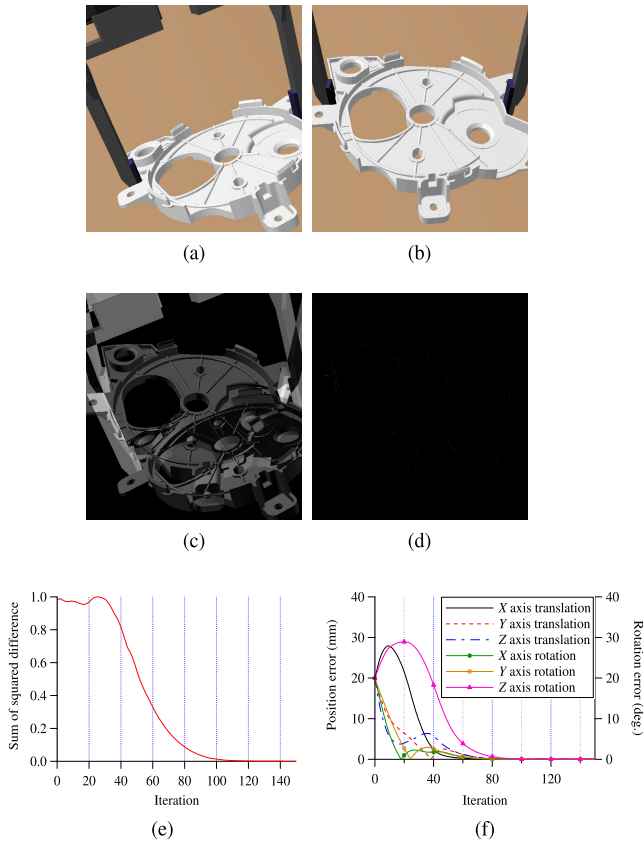 (a)
(b)
(c)
(d)
Sum of squared difference
1.0
0.8
0.6
0.4
0.2
0.0
0 20 40 60 80 100 120 140
Iteration
(e)
Position error (mm)
40
30
20
10
0
X axis translation
Y axis translation
Z axis translation
X axis rotation
Y axis rotation
Z axis rotation
40
30
20
10
0
Rotation error (deg.)
0 40 80 120
Iteration
(f)